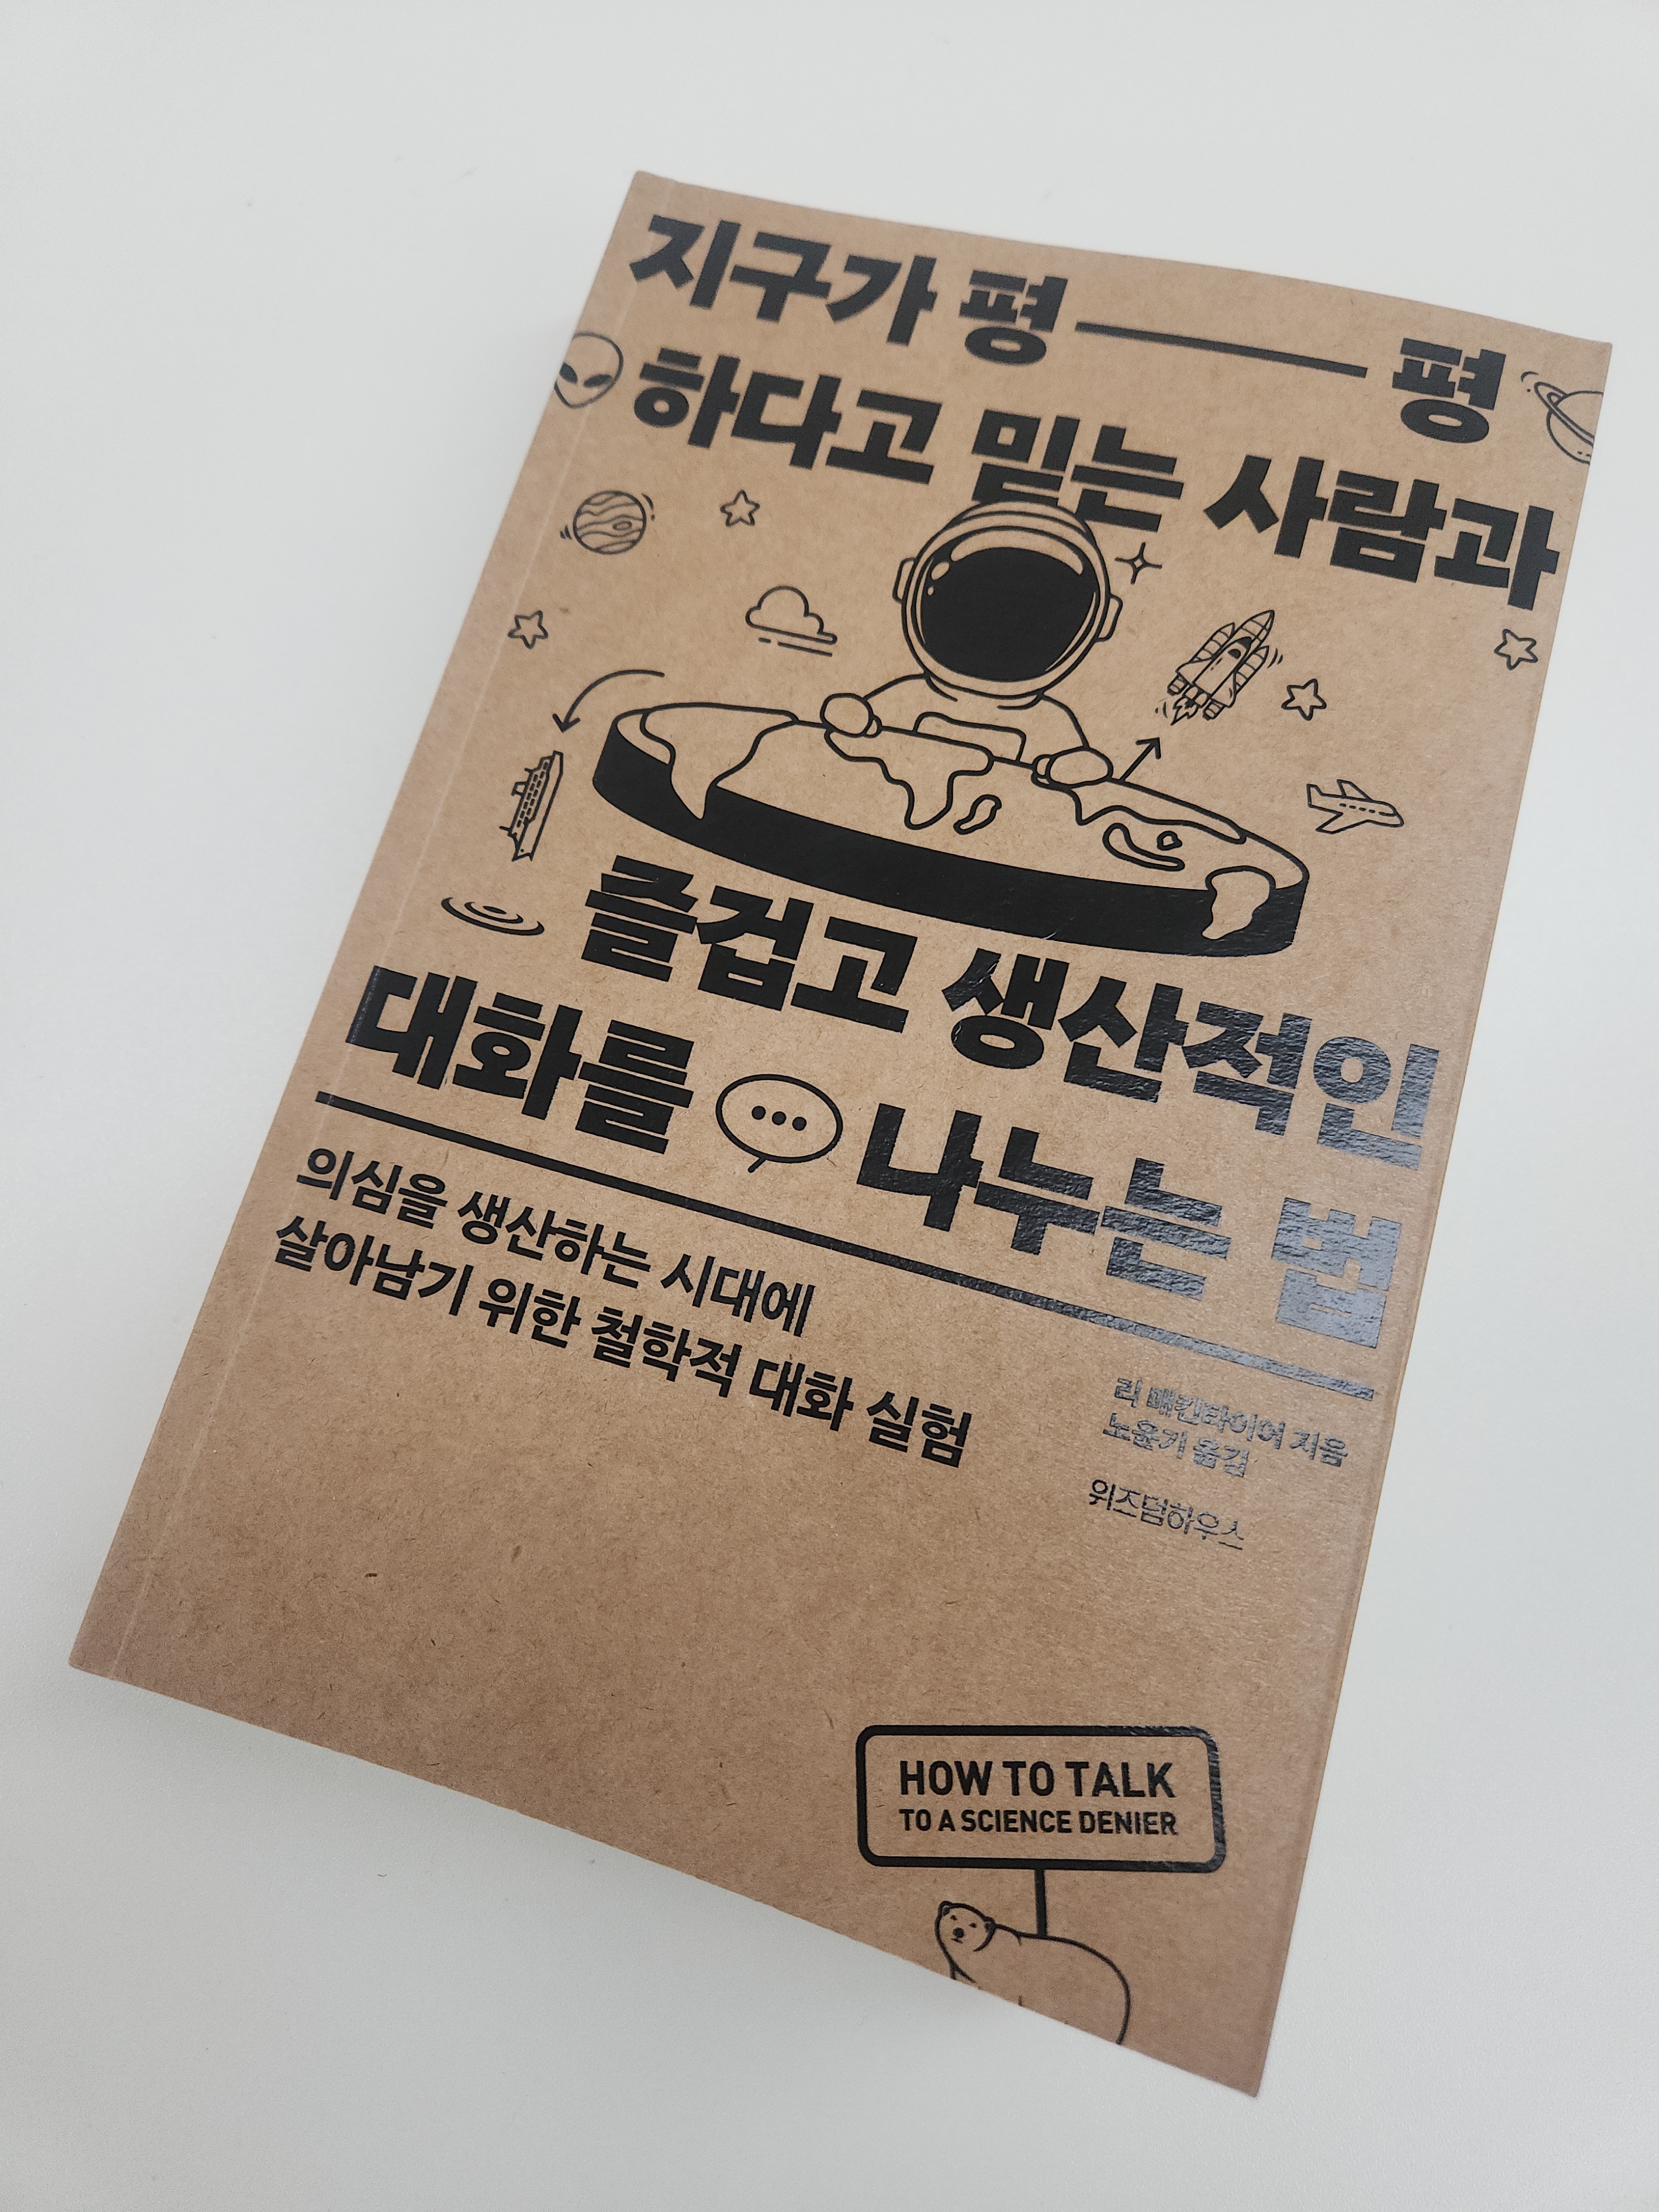 지구가 평 — 평
하다고 믿는 사람과
즐겁고 생산적인
대화를 나누는 법
의심을 생산하는 시대에
살아남기 위한 철학적 대화 실험
리 매킨타이어 지음
노윤기 옮김
위즈덤하우스
HOW TO TALK
TO A SCIENCE DENIER